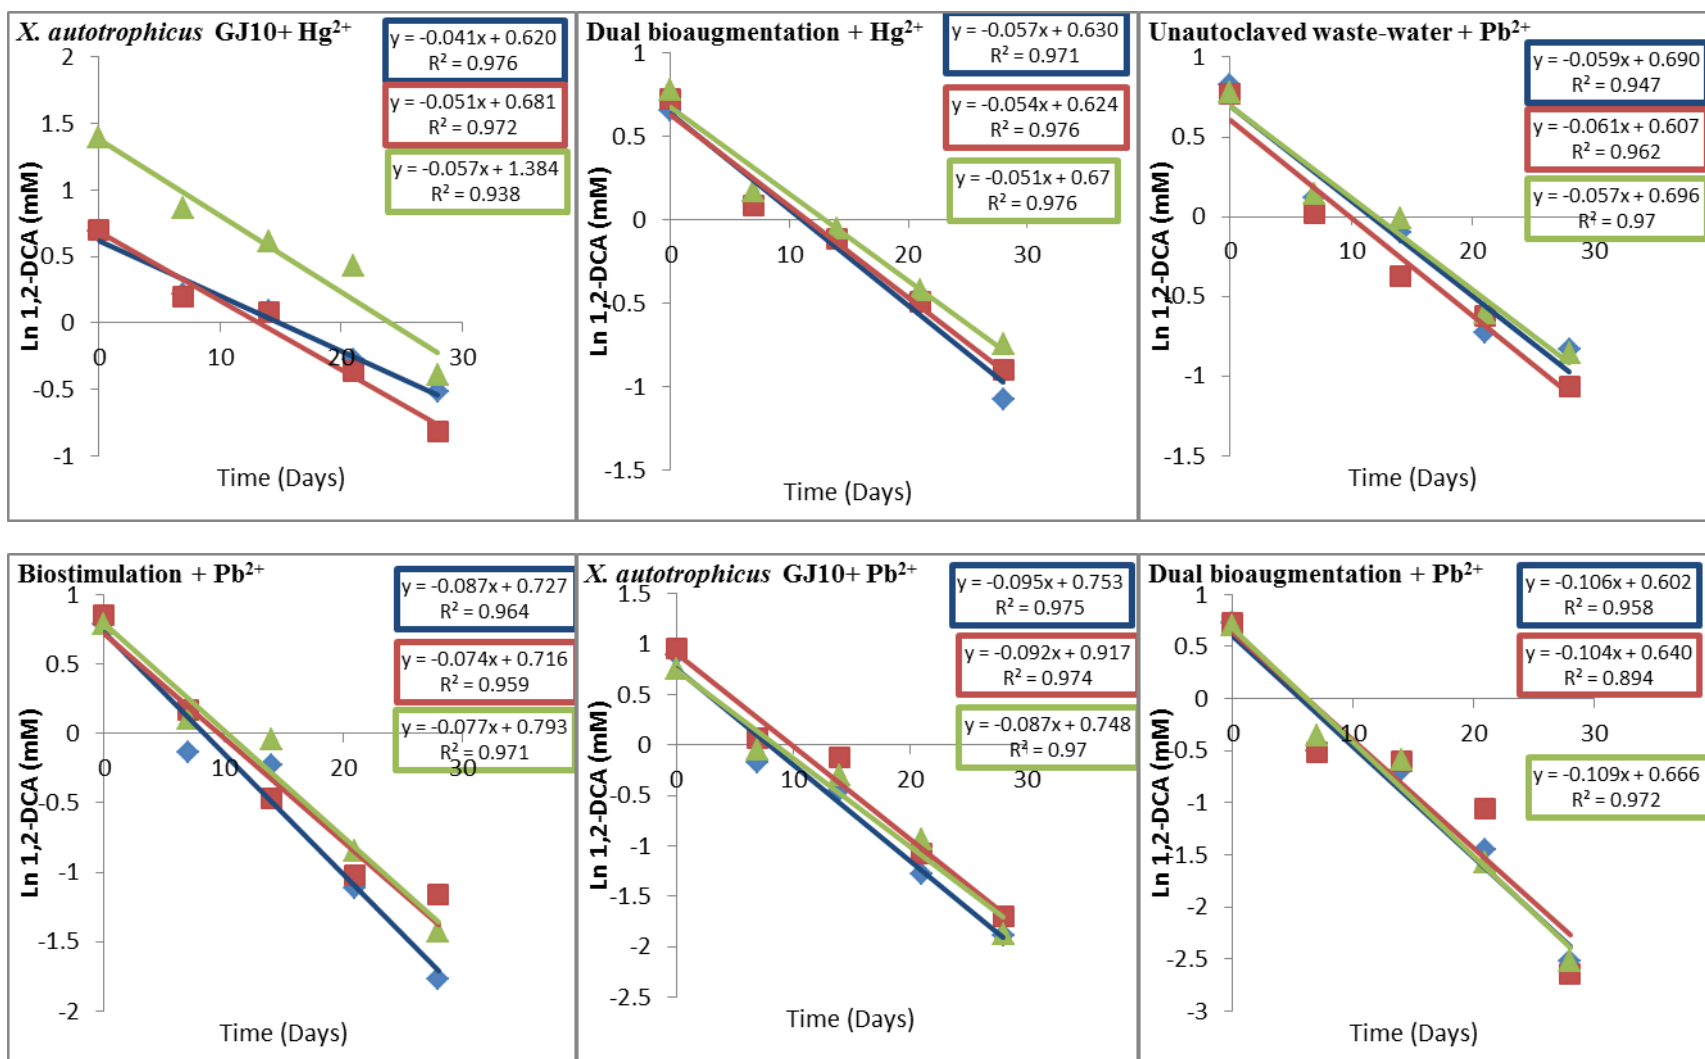 X. autotrophicus GJ10+ Hg²⁺
y = -0.041x + 0.620
R² = 0.976
y = -0.051x + 0.681
R² = 0.972
y = -0.057x + 1.384
R² = 0.938
Ln 1,2-DCA (mM)
2
1.5
1
0.5
0
-0.5
-1
0
10
20
30
Time (Days)
Dual bioaugmentation + Hg²⁺
y = -0.057x + 0.630
R² = 0.971
y = -0.054x + 0.624
R² = 0.976
y = -0.051x + 0.67
R² = 0.976
Ln 1,2-DCA (mM)
1
0.5
0
-0.5
-1
-1.5
0
10
20
30
Time (Days)
Unautoclaved waste-water + Pb²⁺
y = -0.059x + 0.690
R² = 0.947
y = -0.061x + 0.607
R² = 0.962
y = -0.057x + 0.696
R² = 0.97
Ln 1,2-DCA (mM)
1
0.5
0
-0.5
-1
-1.5
0
10
20
30
Time (Days)
Biostimulation + Pb²⁺
y = -0.087x + 0.727
R² = 0.964
y = -0.074x + 0.716
R² = 0.959
y = -0.077x + 0.793
R² = 0.971
Ln 1,2-DCA (mM)
1
0.5
0
-0.5
-1
-1.5
-2
0
10
20
30
Time (Days)
X. autotrophicus GJ10+ Pb²⁺
y = -0.095x + 0.753
R² = 0.975
y = -0.092x + 0.917
R² = 0.974
y = -0.087x + 0.748
R² = 0.97
Ln 1,2-DCA (mM)
1.5
1
0.5
0
-0.5
-1
-1.5
-2
-2.5
0
10
20
30
Time (Days)
Dual bioaugmentation + Pb²⁺
y = -0.106x + 0.602
R² = 0.958
y = -0.104x + 0.640
R² = 0.894
y = -0.109x + 0.666
R² = 0.972
Ln 1,2-DCA (mM)
1
0.5
0
-0.5
-1
-1.5
-2
-2.5
-3
0
10
20
30
Time (Days)